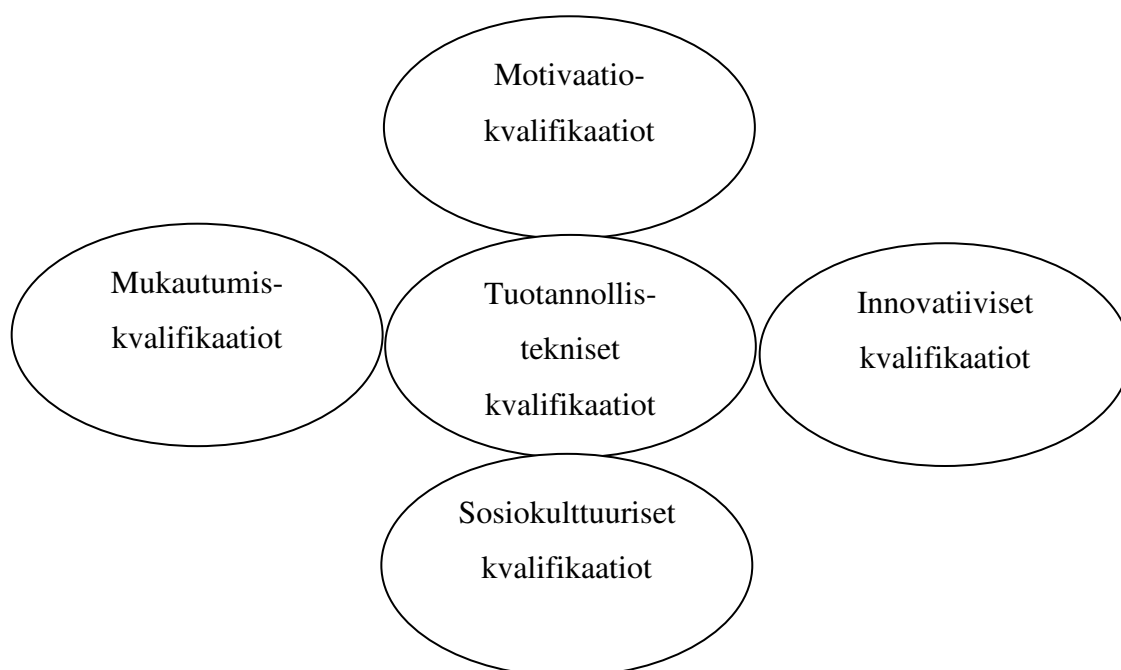 Motivaatio-
kvalifikaatiot
Mukautumis-
kvalifikaatiot
Tuotannollis-
tekniset
kvalifikaatiot
Innovatiiviset
kvalifikaatiot
Sosiokulttuuriset
kvalifikaatiot